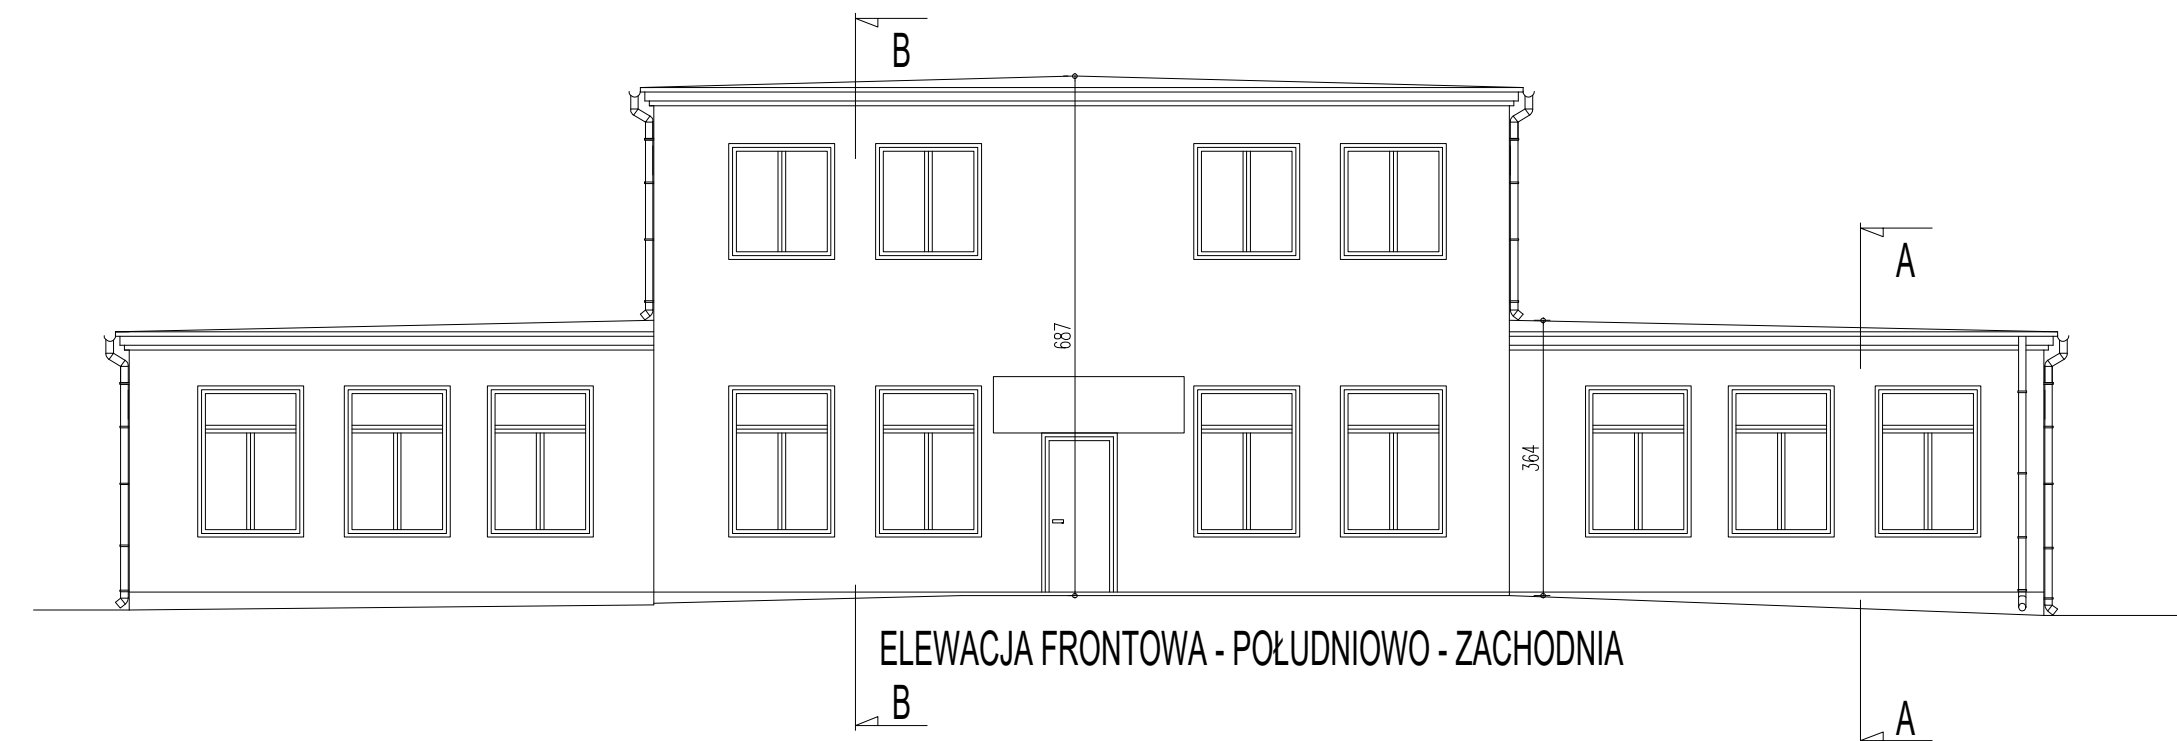 B
A
687
364
ELEWACJA FRONTOWA - POŁUDNIOWO - ZACHODNIA
B
A